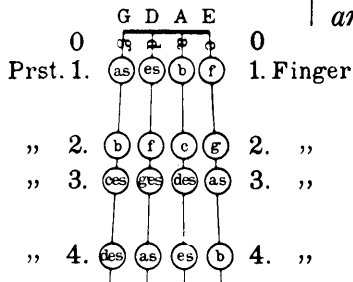 an
G D A E
0 g d a e 0
Prst. 1. as es b f 1. Finger
„ 2. b f c g 2. „
„ 3. ces ges des as 3. „
„ 4. des as es b 4. „